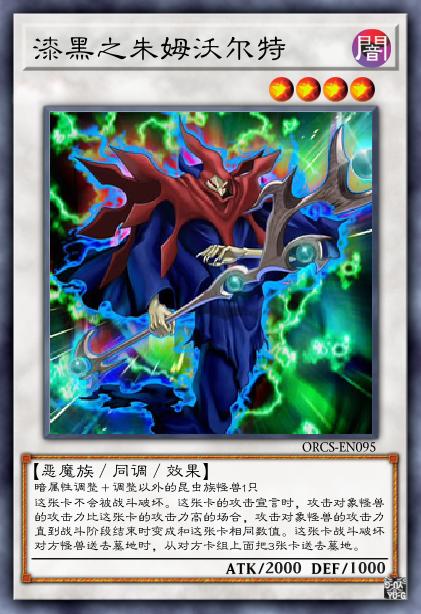 漆黑之朱姆沃尔特
闇
ORCS-EN095
【恶魔族／同调／效果】
暗属性调整＋调整以外的昆虫族怪兽1只
这张卡不会被战斗破坏。这张卡的攻击宣言时，攻击对象怪兽
的攻击力比这张卡的攻击力高的场合，攻击对象怪兽的攻击力
直到战斗阶段结束时变成和这张卡相同数值。这张卡战斗破坏
对方怪兽送去墓地时，从对方卡组上面把3张卡送去墓地。
ATK/2000 DEF/1000